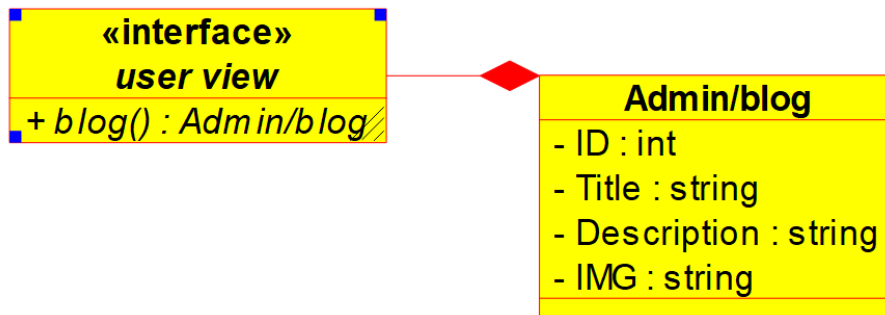 «interface»
user view
+ blog() : Admin/blog
Admin/blog
- ID : int
- Title : string
- Description : string
- IMG : string